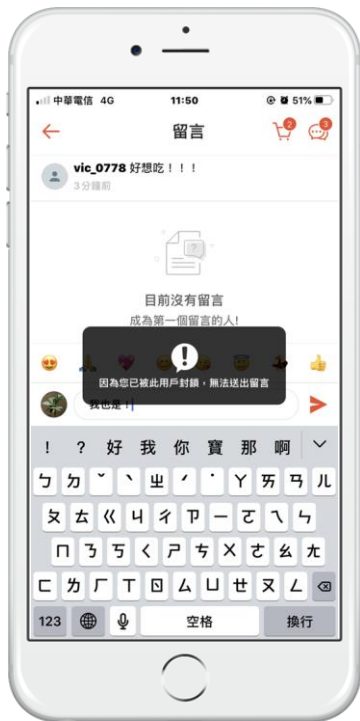 中華電信 4G 11:50 51%
留言 2 3
vic_0778 好想吃！！！
3分鐘前
?
目前沒有留言
成為第一個留言的人!
因為您已被此用戶封鎖，無法送出留言
我也是！
！ ？ 好 我 你 寶 那 啊
ㄅ ㄉ ˇ ˋ ㄓ ˊ ˙ ㄚ ㄞ ㄢ ㄦ
ㄆ ㄊ ㄍ ㄐ ㄔ ㄗ ㄧ ㄛ ㄟ ㄣ
ㄇ ㄋ ㄎ ㄑ ㄕ ㄘ ㄨ ㄜ ㄠ ㄤ
ㄈ ㄌ ㄏ ㄒ ㄖ ㄙ ㄩ ㄝ ㄡ ㄥ
123 空格 換行